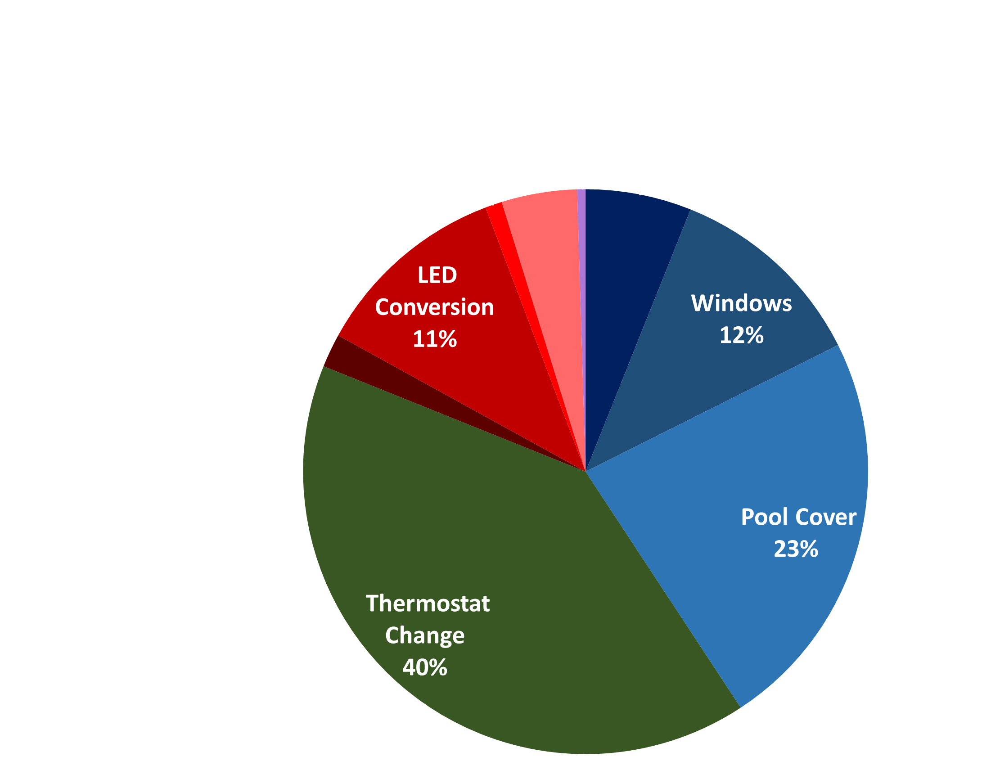 LED
Conversion
11%
Windows
12%
Pool Cover
23%
Thermostat
Change
40%